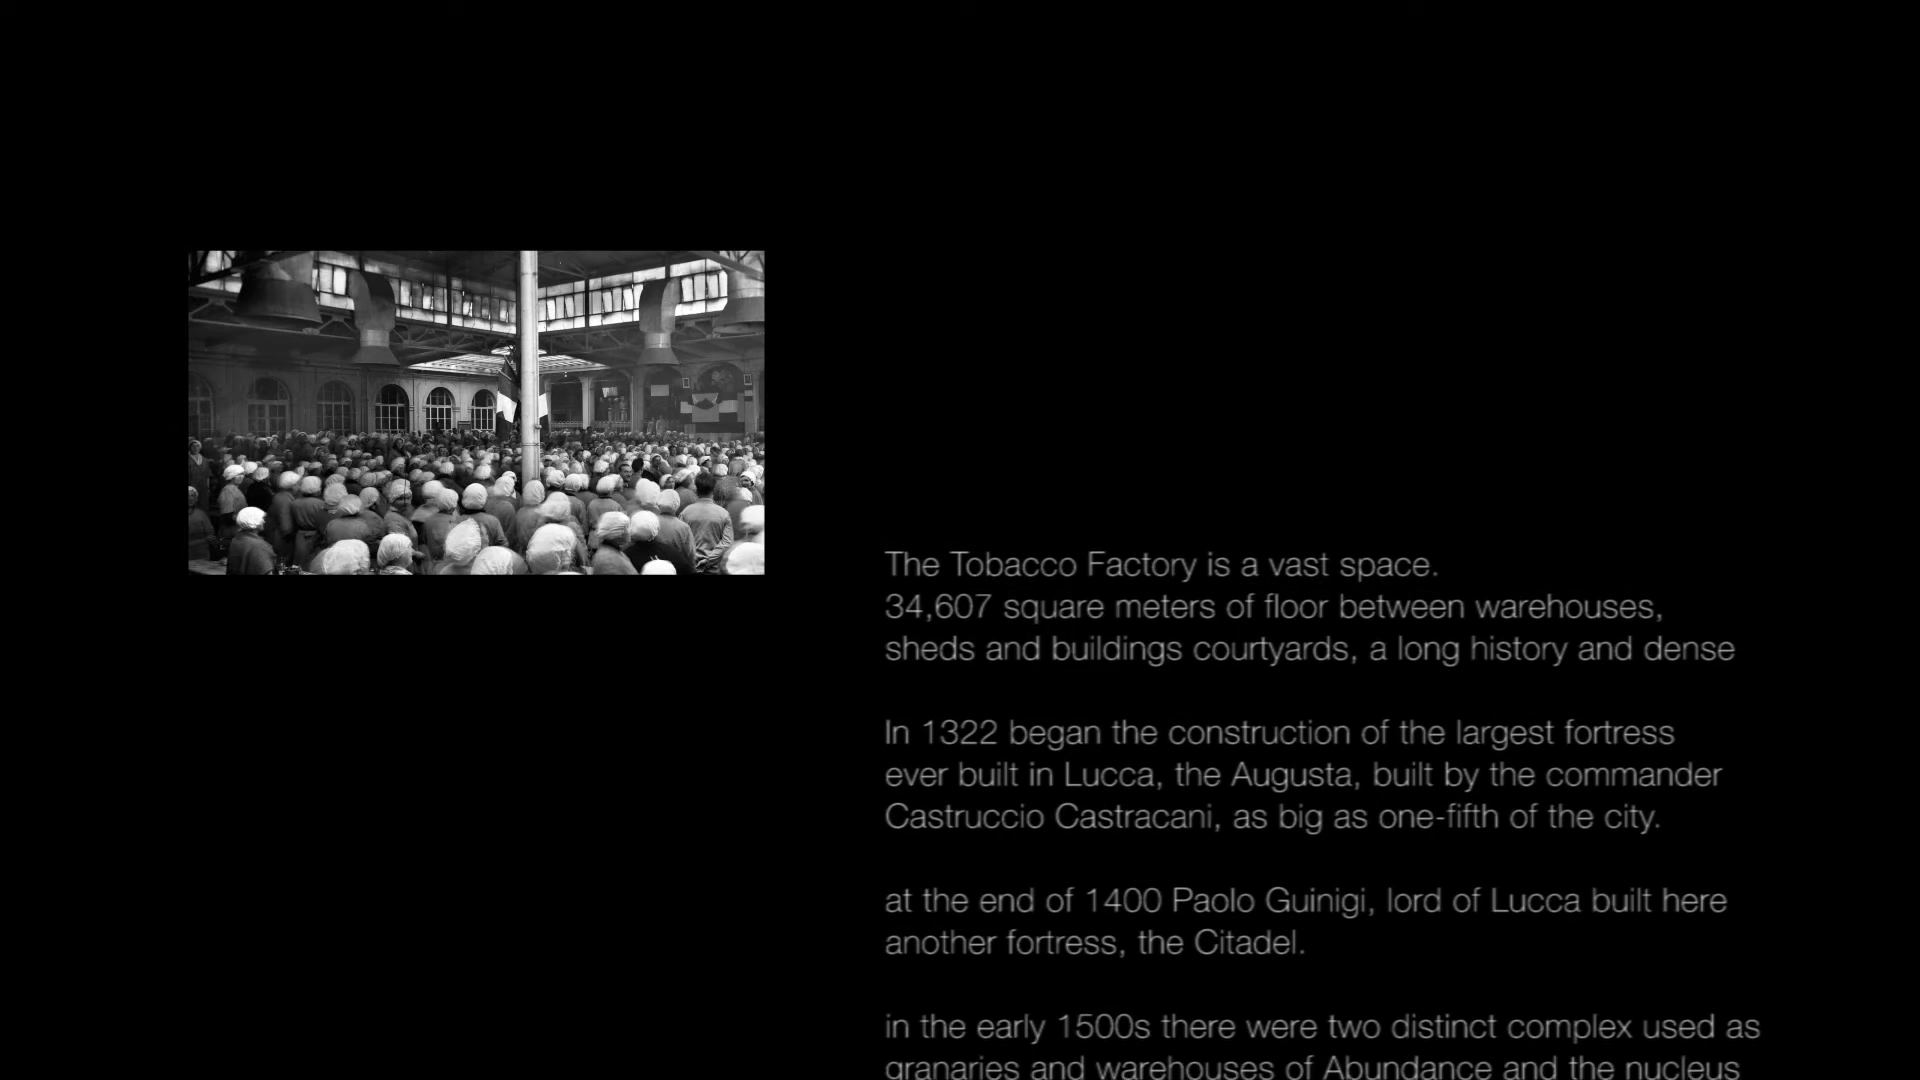 The Tobacco Factory is a vast space.
34,607 square meters of floor between warehouses,
sheds and buildings courtyards, a long history and dense
In 1322 began the construction of the largest fortress
ever built in Lucca, the Augusta, built by the commander
Castruccio Castracani, as big as one-fifth of the city.
at the end of 1400 Paolo Guinigi, lord of Lucca built here
another fortress, the Citadel.
in the early 1500s there were two distinct complex used as
granaries and warehouses of Abundance and the nucleus